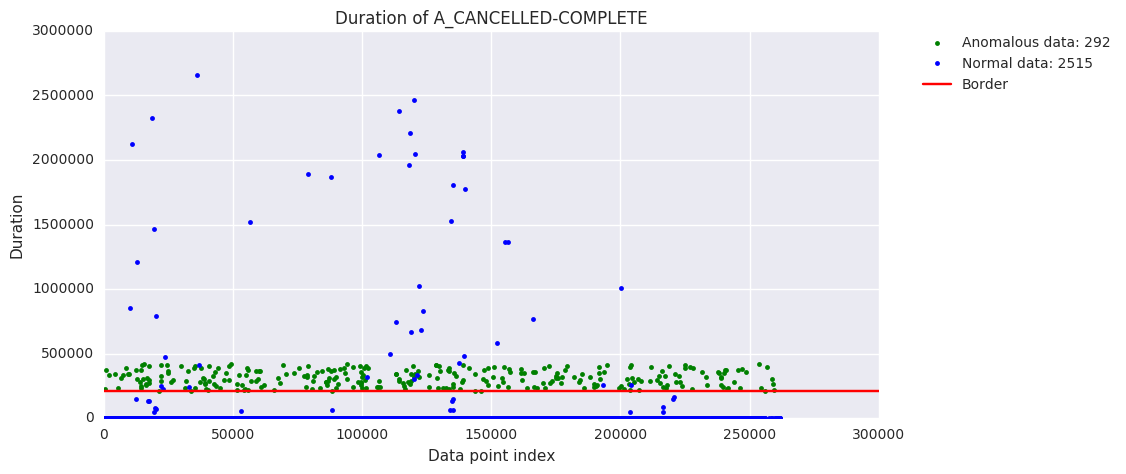 Duration of A_CANCELLED-COMPLETE
3000000
2500000
2000000
1500000
1000000
500000
0
Duration
0 50000 100000 150000 200000 250000 300000
Data point index
Anomalous data: 292
Normal data: 2515
Border